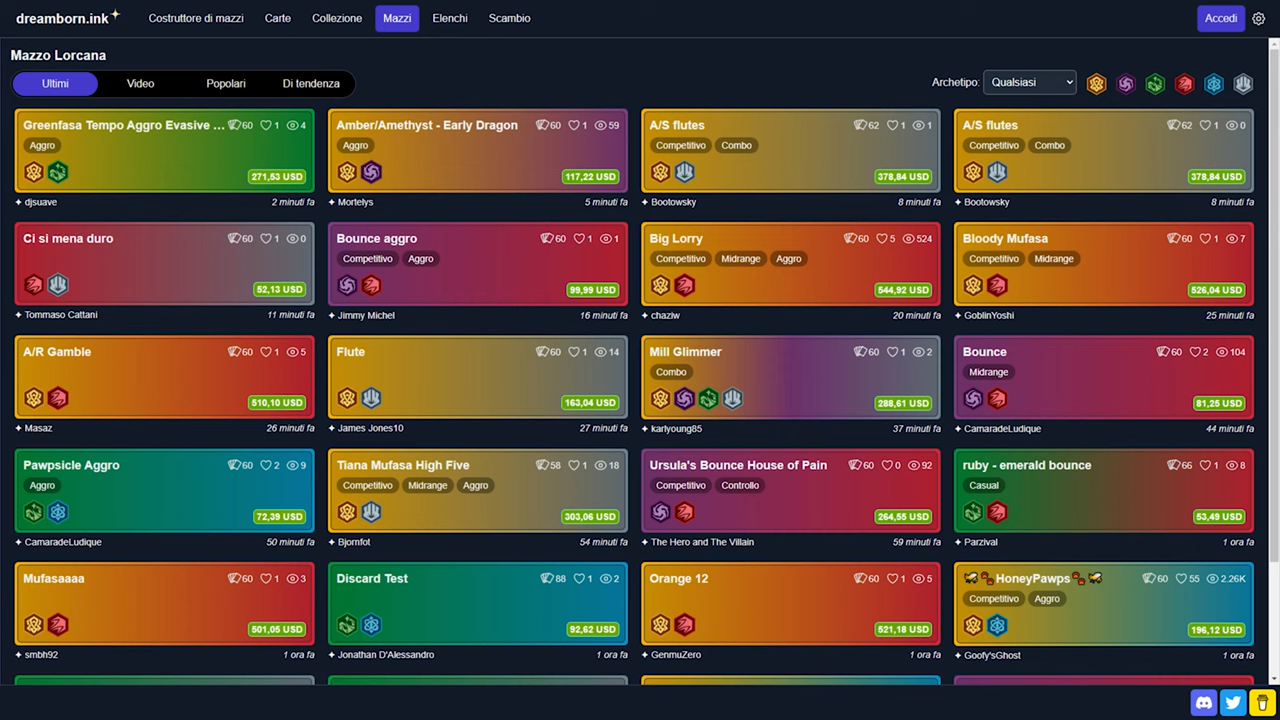 dreamborn.ink Costruttore di mazzi Carte Collezione Mazzi Elenchi Scambio Accedi
Mazzo Lorcana
Ultimi Video Popolari Di tendenza Archetipo: Qualsiasi
Greenfasa Tempo Aggro Evasive ... 60 1 4
Aggro
271,53 USD
djsuave 2 minuti fa
Amber/Amethyst - Early Dragon 60 1 59
Aggro
117,22 USD
Mortelys 5 minuti fa
A/S flutes 62 1 1
Competitivo Combo
378,84 USD
Bootowsky 8 minuti fa
A/S flutes 62 1 0
Competitivo Combo
378,84 USD
Bootowsky 8 minuti fa
Ci si mena duro 60 1 0
52,13 USD
Tommaso Cattani 11 minuti fa
Bounce aggro 60 1 1
Competitivo Aggro
99,99 USD
Jimmy Michel 16 minuti fa
Big Lorry 60 5 524
Competitivo Midrange Aggro
544,92 USD
chaziw 20 minuti fa
Bloody Mufasa 60 1 7
Competitivo Midrange
526,04 USD
GoblinYoshi 25 minuti fa
A/R Gamble 60 1 5
510,10 USD
Masaz 26 minuti fa
Flute 60 1 14
163,04 USD
James Jones10 27 minuti fa
Mill Glimmer 60 1 2
Combo
288,61 USD
karlyoung85 37 minuti fa
Bounce 60 2 104
Midrange
81,25 USD
CamaradeLudique 44 minuti fa
Pawpsicle Aggro 60 2 9
Aggro
72,39 USD
CamaradeLudique 50 minuti fa
Tiana Mufasa High Five 58 1 18
Competitivo Midrange Aggro
303,06 USD
Bjornfot 54 minuti fa
Ursula's Bounce House of Pain 60 0 92
Competitivo Controllo
264,55 USD
The Hero and The Villain 59 minuti fa
ruby - emerald bounce 66 1 8
Casual
53,49 USD
Parzival 1 ora fa
Mufasaaaa 60 1 3
501,05 USD
smbh92 1 ora fa
Discard Test 88 1 2
92,62 USD
Jonathan D'Alessandro 1 ora fa
Orange 12 60 1 5
521,18 USD
GenmuZero 1 ora fa
HoneyPawps 60 55 2.26K
Competitivo Aggro
196,12 USD
Goofy'sGhost 1 ora fa